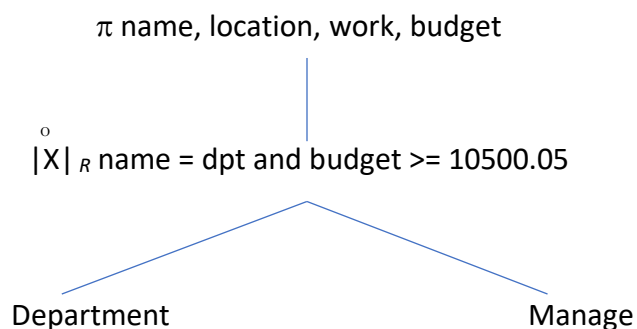 π name, location, work, budget
o
|X| R name = dpt and budget >= 10500.05
Department Manage